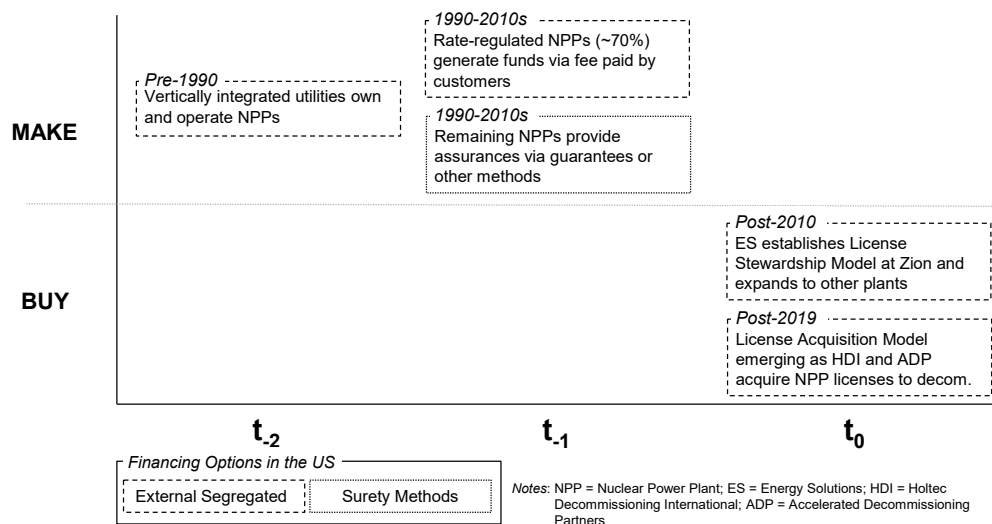 MAKE
BUY
Pre-1990
Vertically integrated utilities own
and operate NPPs
1990-2010s
Rate-regulated NPPs (~70%)
generate funds via fee paid by
customers
1990-2010s
Remaining NPPs provide
assurances via guarantees or
other methods
Post-2010
ES establishes License
Stewardship Model at Zion and
expands to other plants
Post-2019
License Acquisition Model
emerging as HDI and ADP
acquire NPP licenses to decom.
t-2
t-1
t0
Financing Options in the US
External Segregated
Surety Methods
Notes: NPP = Nuclear Power Plant; ES = Energy Solutions; HDI = Holtec
Decommissioning International; ADP = Accelerated Decommissioning
Partners